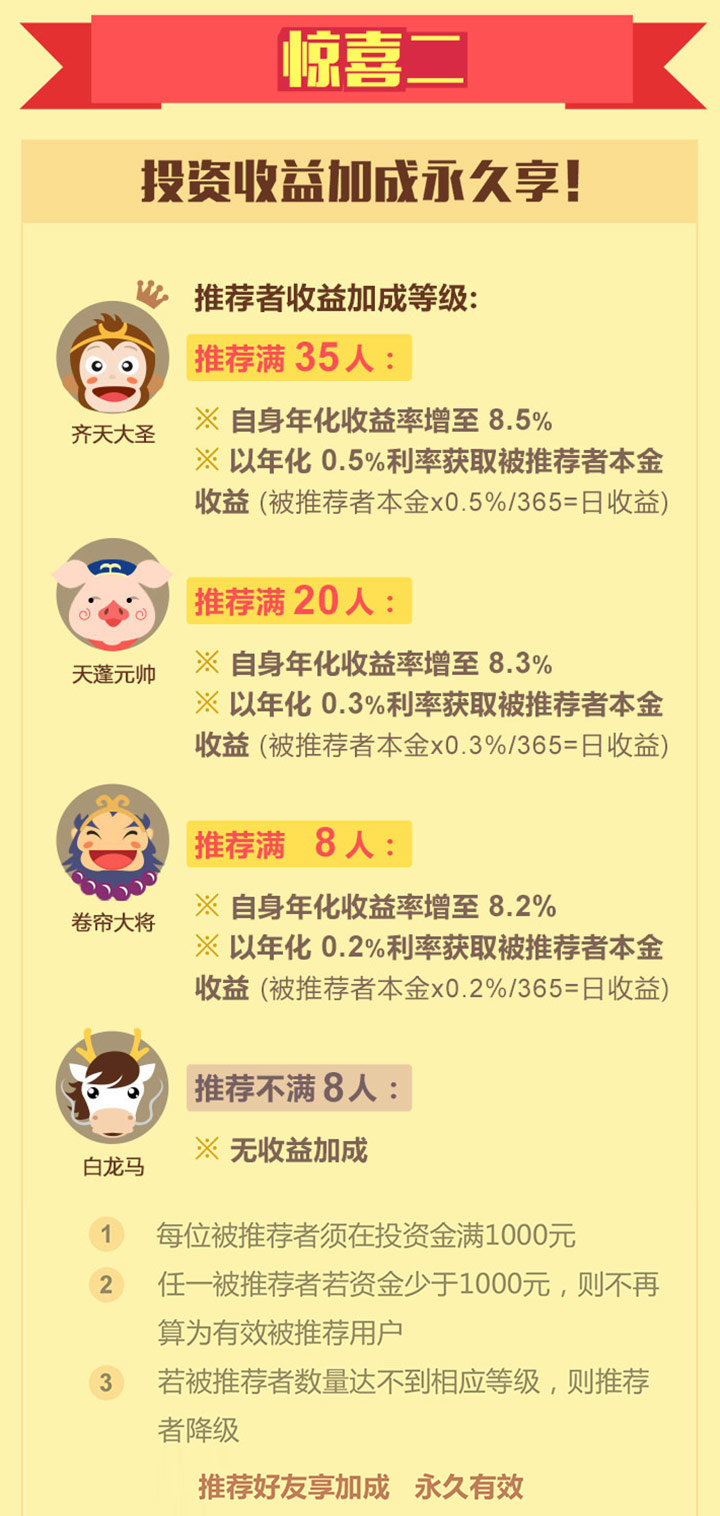 惊喜二
投资收益加成永久享!
推荐者收益加成等级:
推荐满 35 人：
齐天大圣
※ 自身年化收益率增至 8.5%
※ 以年化 0.5%利率获取被推荐者本金
收益 (被推荐者本金x0.5%/365=日收益)
推荐满 20 人：
天蓬元帅
※ 自身年化收益率增至 8.3%
※ 以年化 0.3%利率获取被推荐者本金
收益 (被推荐者本金x0.3%/365=日收益)
推荐满 8 人：
卷帘大将
※ 自身年化收益率增至 8.2%
※ 以年化 0.2%利率获取被推荐者本金
收益 (被推荐者本金x0.2%/365=日收益)
推荐不满 8 人：
白龙马
※ 无收益加成
1 每位被推荐者须在投资金满1000元
2 任一被推荐者若资金少于1000元，则不再
算为有效被推荐用户
3 若被推荐者数量达不到相应等级，则推荐
者降级
推荐好友享加成 永久有效